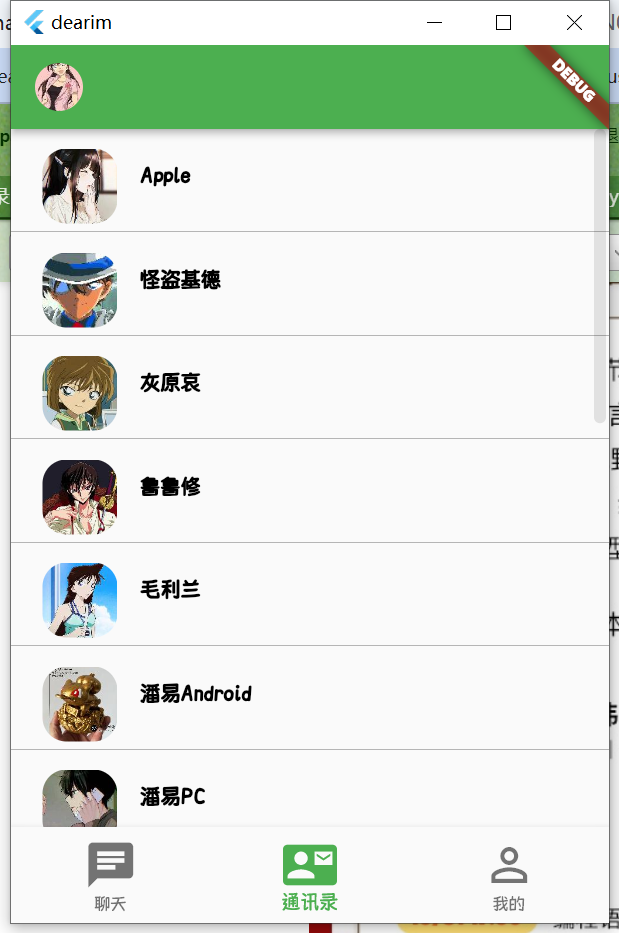 dearim
DEBUG
Apple
怪盗基德
灰原哀
鲁鲁修
毛利兰
潘易Android
潘易PC
聊天
通讯录
我的